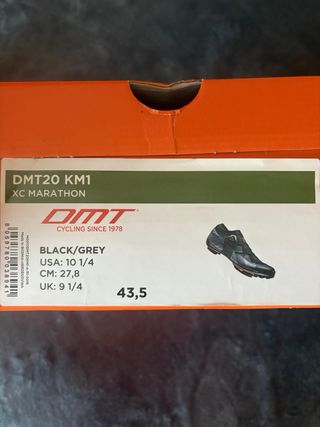 DMT20 KM1
XC MARATHON
DMT
CYCLING SINCE 1978
BLACK/GREY
USA: 10 1/4
CM: 27,8
UK: 9 1/4
43,5